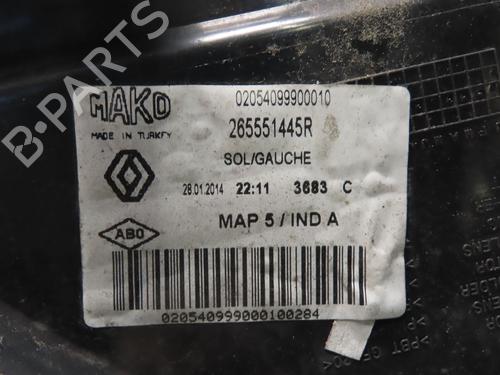 MAKO
MADE IN TURKEY
02054099900010
265551445R
SOL/GAUCHE
28.01.2014 22:11 3683 C
MAP 5 / IND A
ABO
020540999000100284